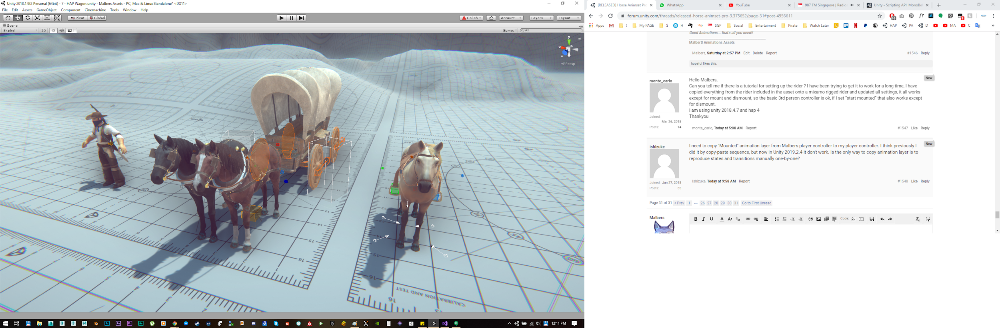 Unity 2018.1.9f2 Personal (64bit) - 7 - HAP Wagon.unity - Malbers Assets - PC, Mac & Linux Standalone* <DX11>
File Edit Assets GameObject Component Cinemachine Tools Window Help
Pivot Global Collab Account Layers Layout
Scene
Shaded 2D Gizmos All
y
x
z
Persp
13
14
15
16
12
13
14
15
16
45
CALIBRATION AND TEST
16
12:11 PM
[RELEASED] Horse Animset Pro WhatsApp YouTube 987 FM Singapore | Radio Unity - Scripting API: MonoBe
forum.unity.com/threads/released-horse-animset-pro-3.375652/page-31#post-4956611
Apps ! My PAGE $ H SGP Social Entertaiment Pirate Watch Later HAP PA D MA C »
Good Animations... that's all you need!!
MalberS Animations Assets
Malbers, Saturday at 2:57 PM Edit Delete Report #1546 Reply
hopeful likes this.
New
monte_carlo
Joined:
Mar 26, 2015
Posts: 14
Hello Malbers,
Can you tell me if there is a tutorial for setting up the rider ? I have been trying to get it to work for a long time, I have
copied everything from the rider included in the asset onto a mixamo rigged rider and updated all settings, it all works
except for mount and dismount, so the basic 3rd person controller is ok, if I set “start mounted” that also works except
for dismount.
I am using unity 2018.4.7 and hap 4
Thankyou
monte_carlo, Today at 5:08 AM Report #1547 Like Reply
New
Ishizuke
Joined: Jan 27, 2015
Posts: 35
I need to copy "Mounted" animation layer from Malbers player controller to my player controller. I think previously I
did it by copy-paste sequence, but now in Unity 2019.2.4 it don't work. Is the only way to copy animation layer is to
reproduce states and transitions manually one-by-one?
Ishizuke, Today at 9:58 AM Report #1548 Like Reply
Page 31 of 31 < Prev 1 ← 26 27 28 29 30 31 Go to First Unread
Malbers
B I U A Code: